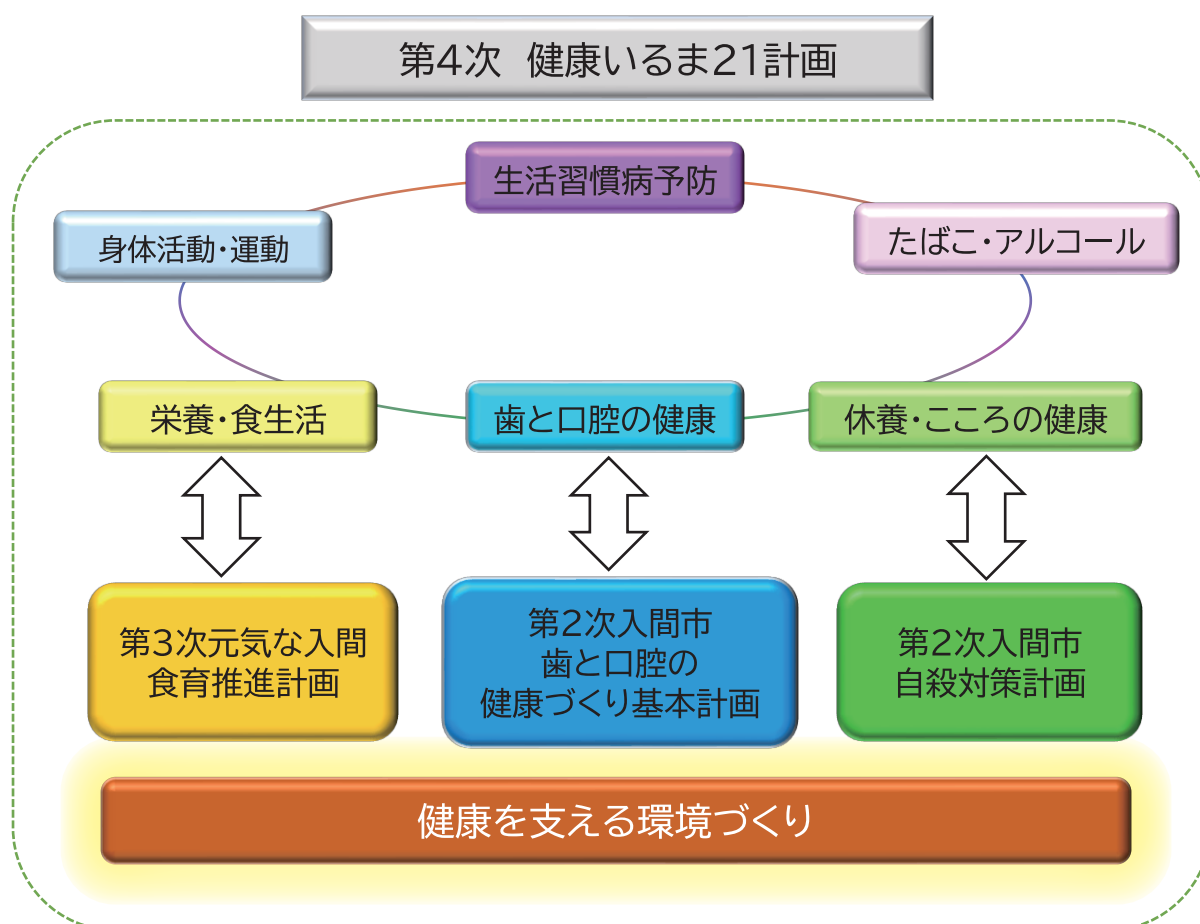 第4次 健康いるま21計画
生活習慣病予防
身体活動・運動
たばこ・アルコール
栄養・食生活
歯と口腔の健康
休養・こころの健康
第3次元気な入間
食育推進計画
第2次入間市
歯と口腔の
健康づくり基本計画
第2次入間市
自殺対策計画
健康を支える環境づくり